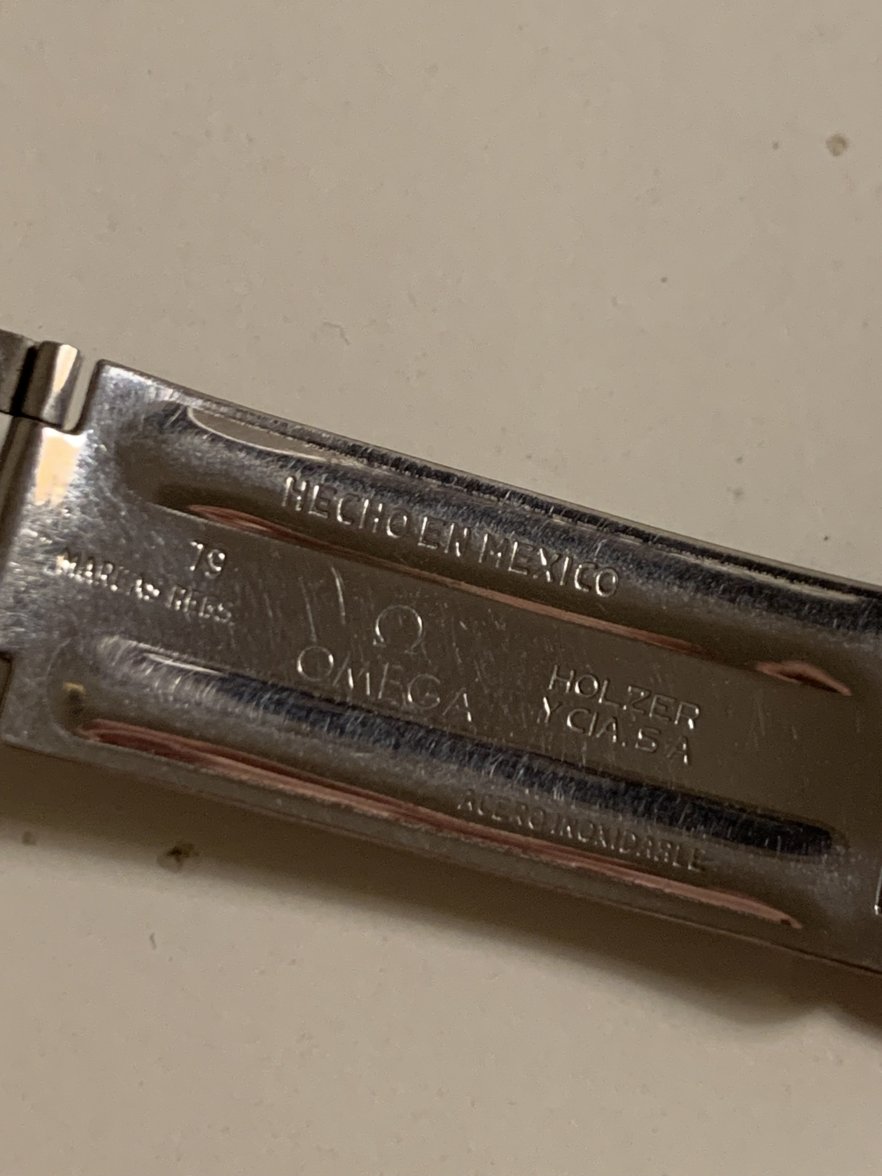 HECHO EN MEXICO
79
MARCAS REGS.
Ω
OMEGA
HOLZER
Y CIA. S A
ACERO INOXIDABLE